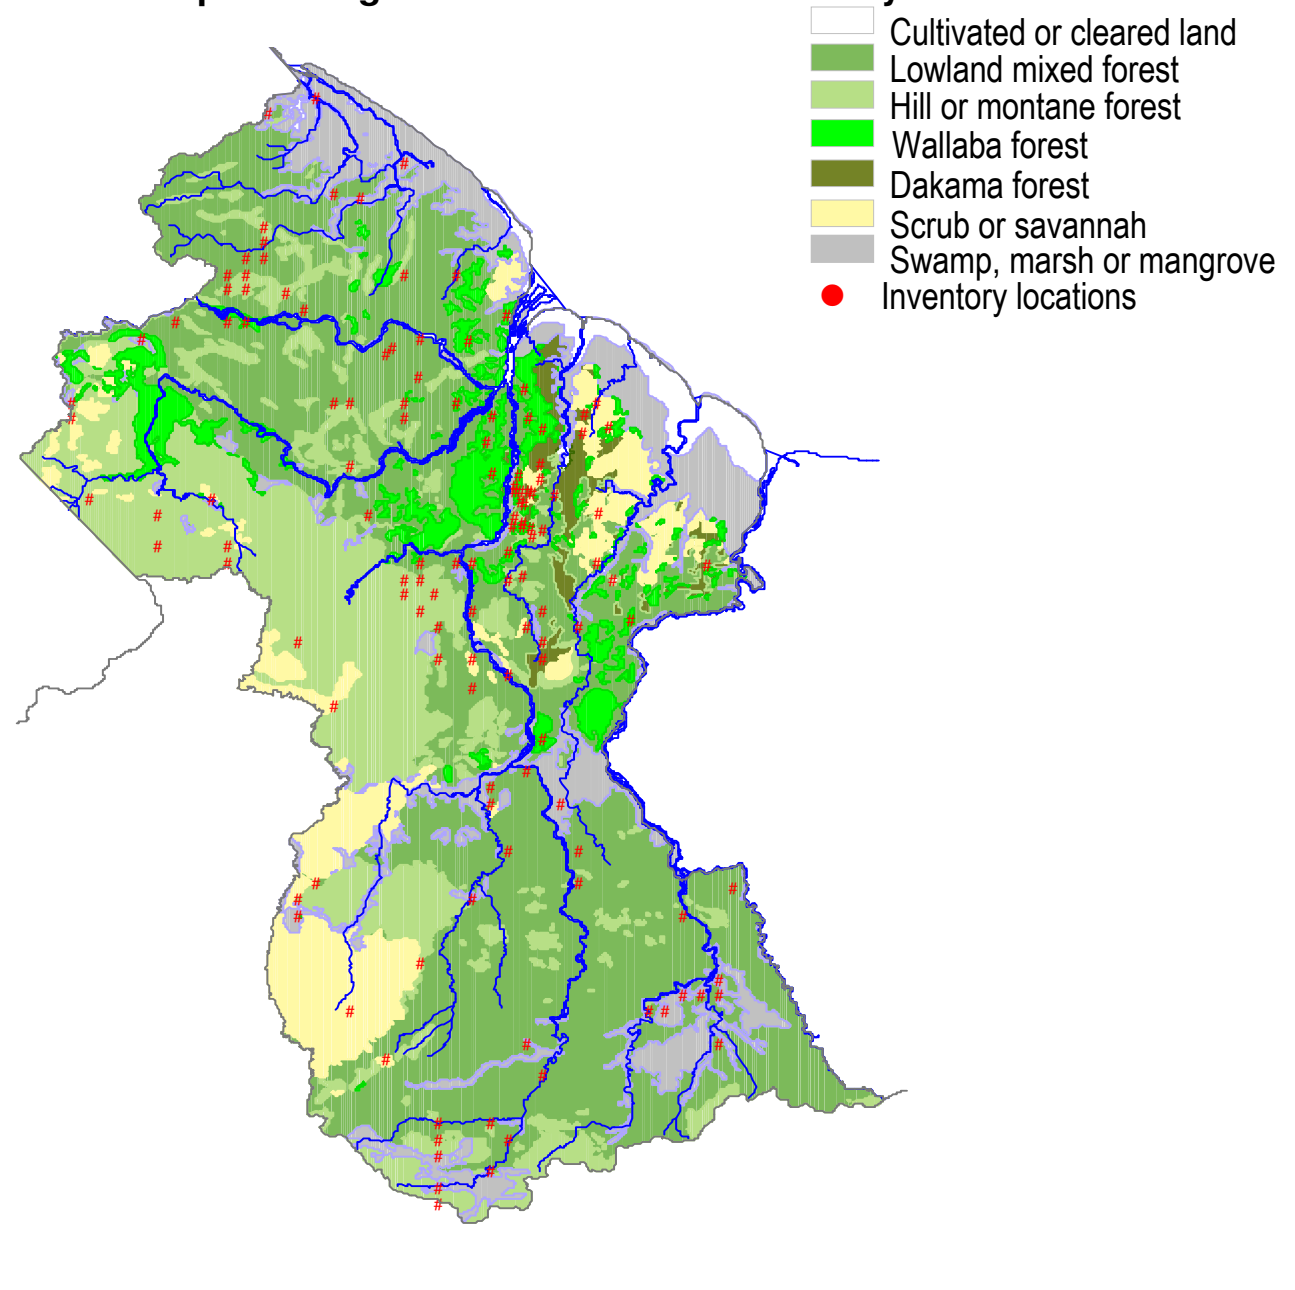 Cultivated or cleared land
Lowland mixed forest
Hill or montane forest
Wallaba forest
Dakama forest
Scrub or savannah
Swamp, marsh or mangrove
Inventory locations